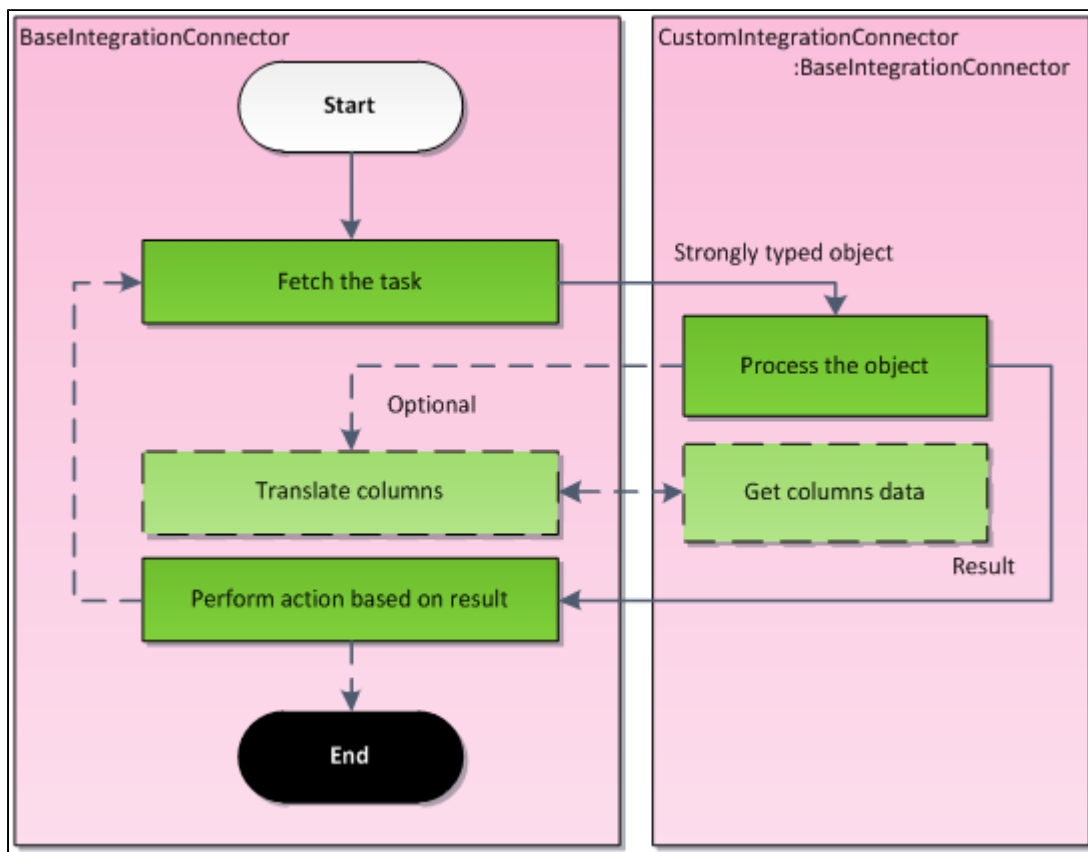 BaseIntegrationConnector
CustomIntegrationConnector
:BaseIntegrationConnector
Start
Fetch the task
Strongly typed object
Process the object
Optional
Translate columns
Get columns data
Result
Perform action based on result
End